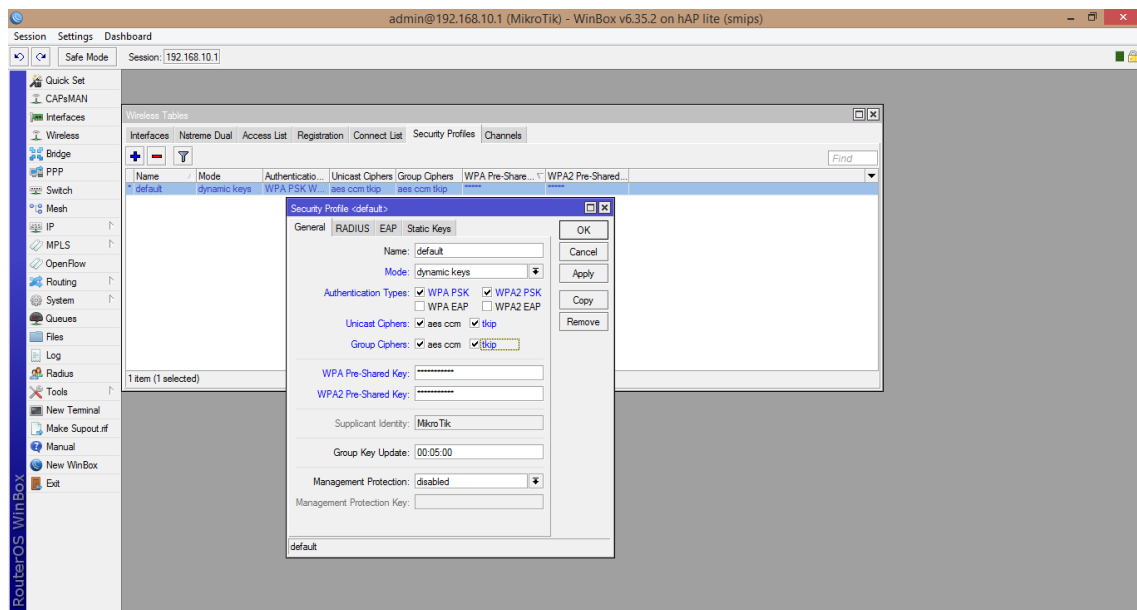 admin@192.168.10.1 (MikroTik) - WinBox v6.35.2 on hAP lite (smips)
Session Settings Dashboard
Safe Mode Session: 192.168.10.1
Quick Set
CAPsMAN
Interfaces
Wireless
Bridge
PPP
Switch
Mesh
IP
MPLS
OpenFlow
Routing
System
Queues
Files
Log
Radius
Tools
New Terminal
Make Supout.rif
Manual
New WinBox
Exit
RouterOS WinBox
Wireless Tables
Interfaces Nstreme Dual Access List Registration Connect List Security Profiles Channels
Find
Name Mode Authenticatio... Unicast Ciphers Group Ciphers WPA Pre-Share... WPA2 Pre-Shared...
* default dynamic keys WPA PSK W... aes ccm tkip aes ccm tkip ***** *****
1 item (1 selected)
Security Profile <default>
General RADIUS EAP Static Keys
Name: default
Mode: dynamic keys
Authentication Types: WPA PSK WPA2 PSK
WPA EAP WPA2 EAP
Unicast Ciphers: aes ccm tkip
Group Ciphers: aes ccm tkip
WPA Pre-Shared Key: ***********
WPA2 Pre-Shared Key: ***********
Supplicant Identity: MikroTik
Group Key Update: 00:05:00
Management Protection: disabled
Management Protection Key:
default
OK
Cancel
Apply
Copy
Remove